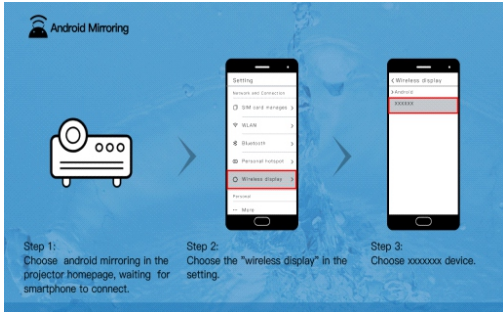 Android Mirroring
Setting
Network and Connection
SIM card manages
WLAN
Bluetooth
Personal hotspot
Wireless display
Personal
More
Wireless display
Android
xxxxxx
Step 1:
Choose android mirroring in the
projector homepage, waiting for
smartphone to connect.
Step 2:
Choose the "wireless display" in the
setting.
Step 3:
Choose xxxxxxx device.